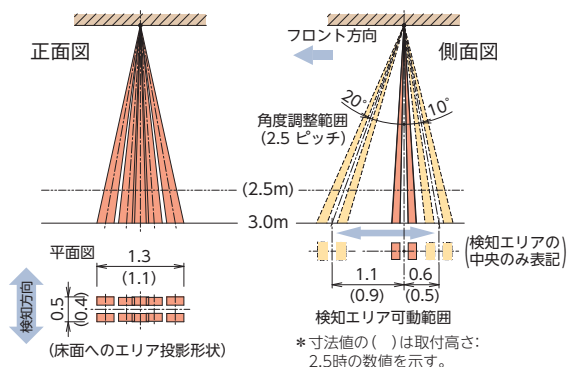 正面図
フロント方向
側面図
20°
10°
角度調整範囲
(2.5 ピッチ)
(2.5m)
3.0m
平面図
1.3
(1.1)
検知方向
0.5
(0.4)
(床面へのエリア投影形状)
(検知エリアの
中央のみ表記)
1.1
0.6
(0.9)
(0.5)
検知エリア可動範囲
*寸法値の( )は取付高さ:
2.5時の数値を示す。